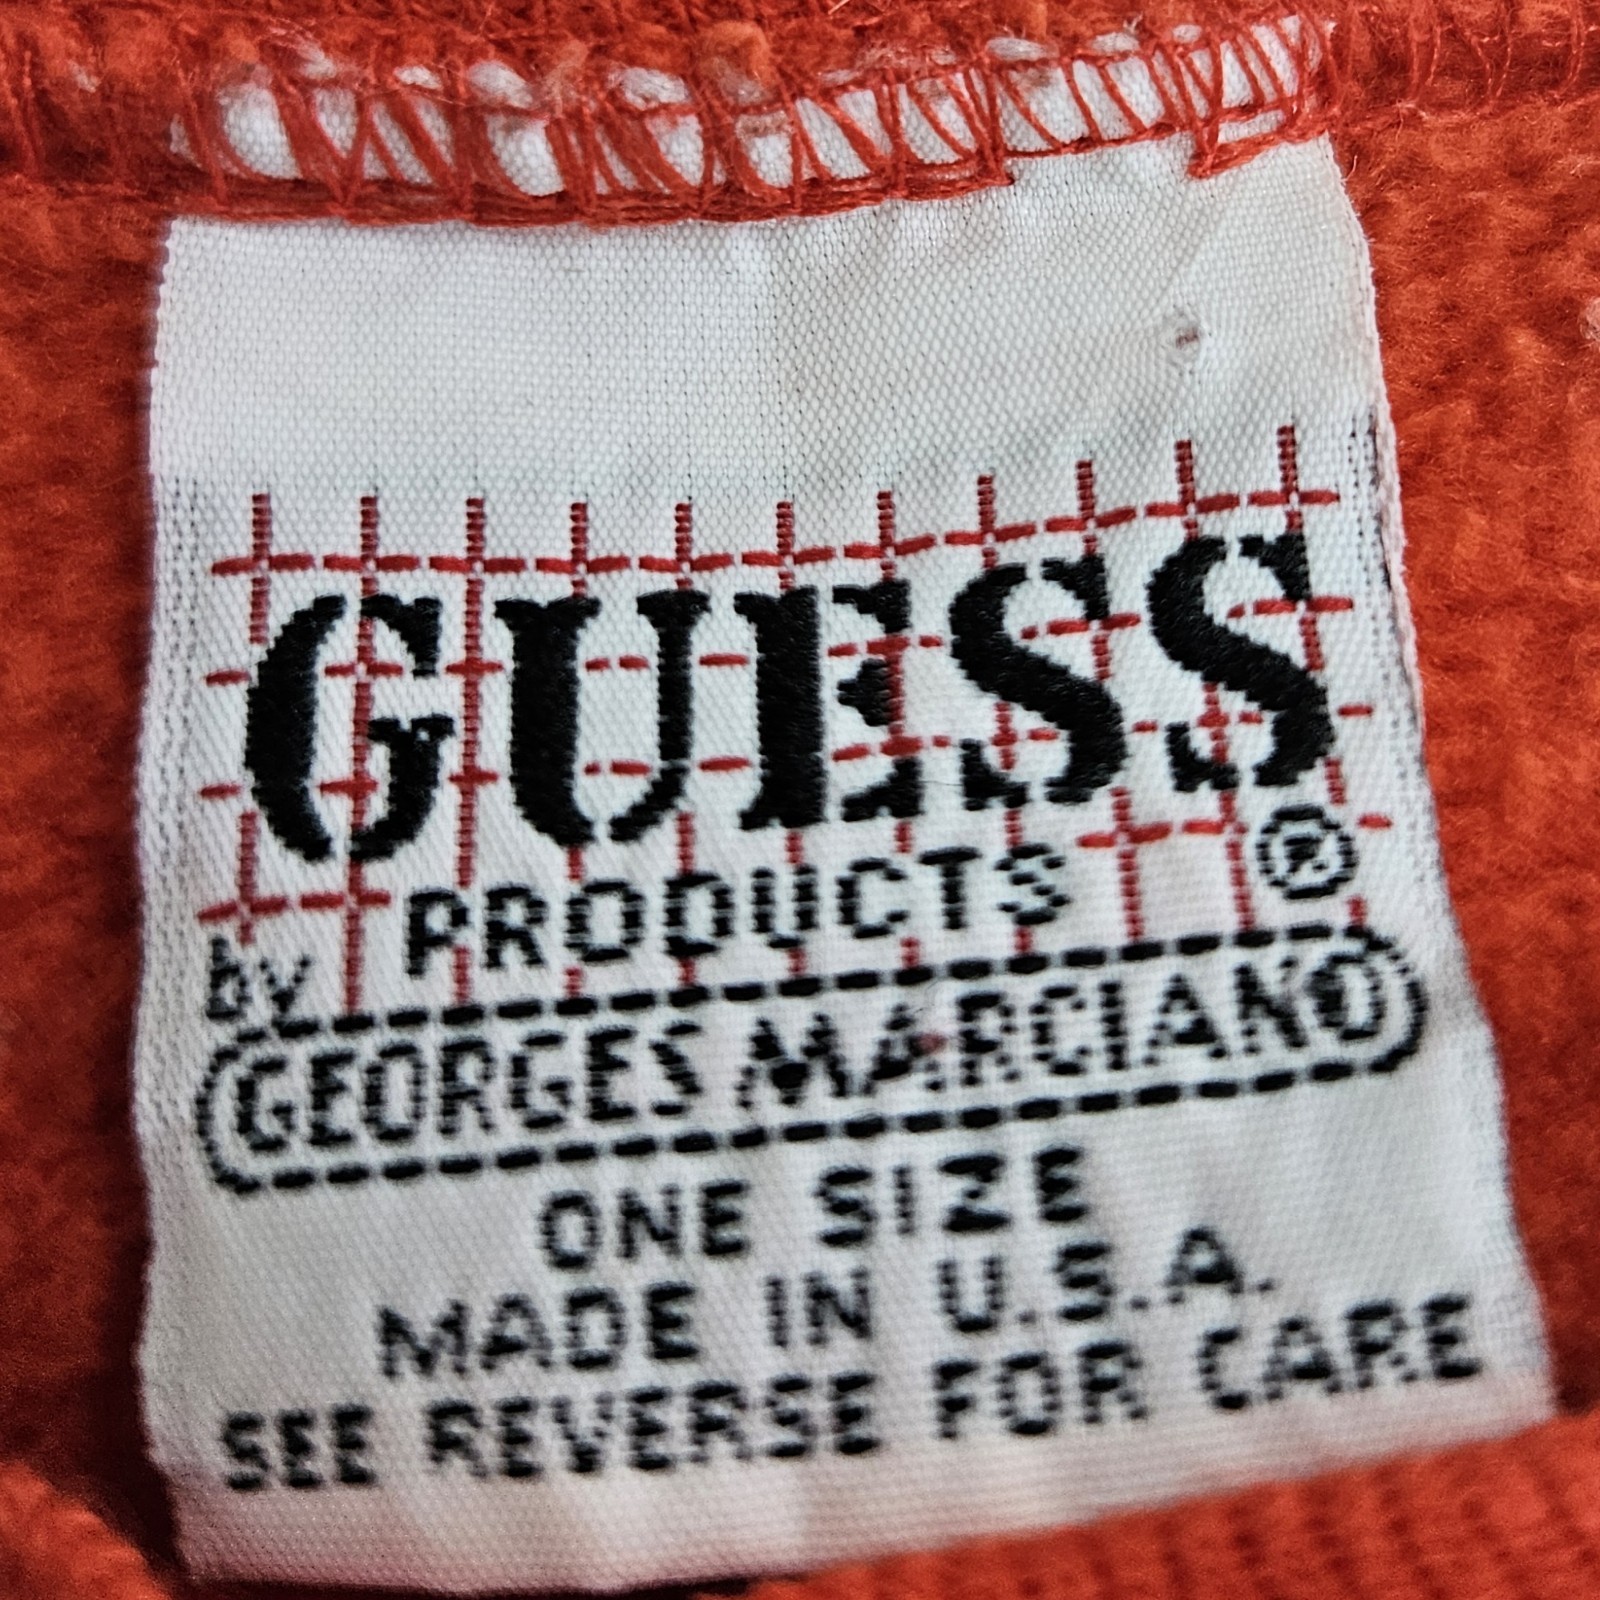 GUESS
PRODUCTS ®
by
GEORGES MARCIANO
ONE SIZE
MADE IN U.S.A.
SEE REVERSE FOR CARE